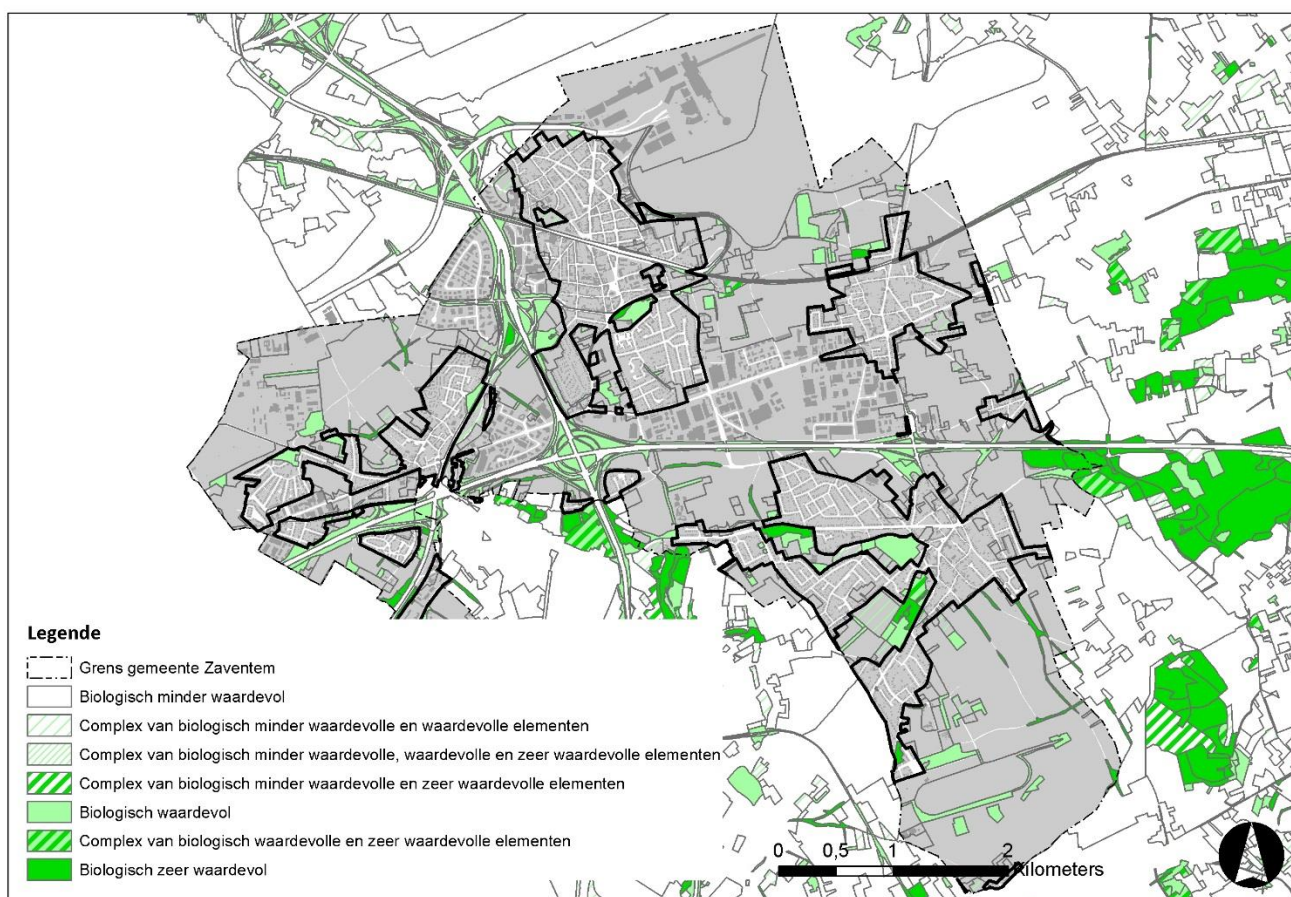 Legende
Grens gemeente Zaventem
Biologisch minder waardevol
Complex van biologisch minder waardevolle en waardevolle elementen
Complex van biologisch minder waardevolle, waardevolle en zeer waardevolle elementen
Complex van biologisch minder waardevolle en zeer waardevolle elementen
Biologisch waardevol
Complex van biologisch waardevolle en zeer waardevolle elementen
Biologisch zeer waardevol
0 0,5 1 2
Kilometers